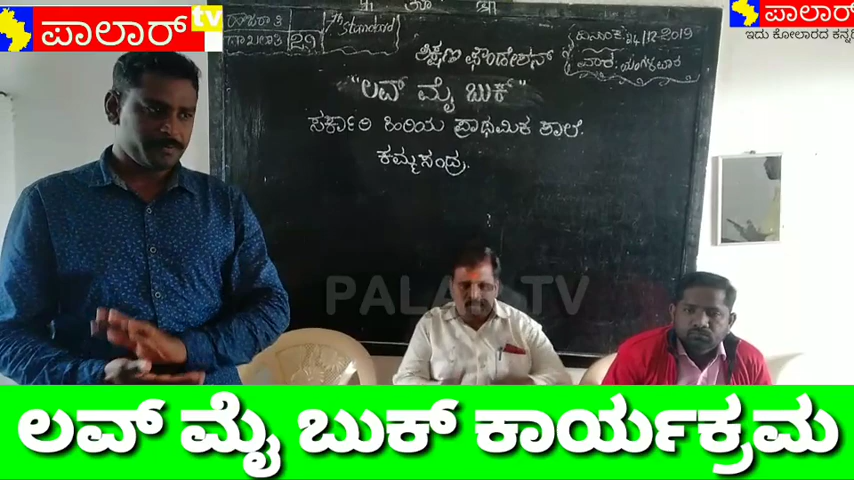 ಪಾಲಾರ್ tv
ಪಾಲಾರ್
ಇದು ಕೋಲಾರದ ಕನ್ನಡ
7th Standard
ಶಿಕ್ಷಣ ಫೌಂಡೇಶನ್
ದಿನಾಂಕ:24/12-2019
ವಾರ: ಮಂಗಳವಾರ
"ಲವ್ ಮೈ ಬುಕ್"
ಸರ್ಕಾರಿ ಹಿರಿಯ ಪ್ರಾಥಮಿಕ ಶಾಲೆ.
ಕಮ್ಮಸಂದ್ರ.
PALAR TV
ಲವ್ ಮೈ ಬುಕ್ ಕಾರ್ಯಕ್ರಮ